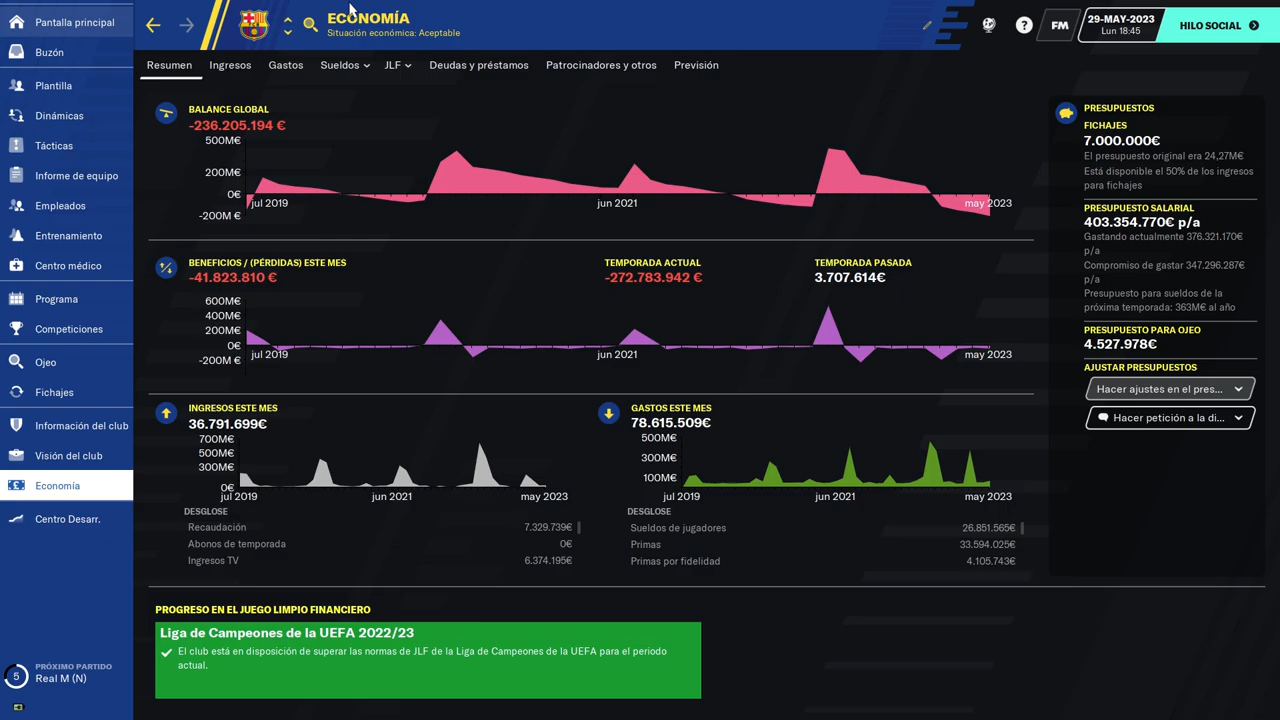 Pantalla principal
Buzón
Plantilla
Dinámicas
Tácticas
Informe de equipo
Empleados
Entrenamiento
Centro médico
Programa
Competiciones
Ojeo
Fichajes
Información del club
Visión del club
Economía
Centro Desarr.
PRÓXIMO PARTIDO
5
Real M (N)
ECONOMÍA
Situación económica: Aceptable
?
FM
29-MAY-2023
Lun 18:45
HILO SOCIAL
Resumen Ingresos Gastos Sueldos JLF Deudas y préstamos Patrocinadores y otros Previsión
BALANCE GLOBAL
-236.205.194 €
500M€
200M€
0€
-200M €
jul 2019 jun 2021 may 2023
BENEFICIOS / (PÉRDIDAS) ESTE MES
-41.823.810 €
TEMPORADA ACTUAL
-272.783.942 €
TEMPORADA PASADA
3.707.614€
600M€
400M€
200M€
0€
-200M €
jul 2019 jun 2021 may 2023
INGRESOS ESTE MES
36.791.699€
700M€
500M€
300M€
0€
jul 2019 jun 2021 may 2023
DESGLOSE
Recaudación 7.329.739€
Abonos de temporada 0€
Ingresos TV 6.374.195€
GASTOS ESTE MES
78.615.509€
500M€
300M€
100M€
jul 2019 jun 2021 may 2023
DESGLOSE
Sueldos de jugadores 26.851.565€
Primas 33.594.025€
Primas por fidelidad 4.105.743€
PROGRESO EN EL JUEGO LIMPIO FINANCIERO
Liga de Campeones de la UEFA 2022/23
El club está en disposición de superar las normas de JLF de la Liga de Campeones de la UEFA para el periodo
actual.
PRESUPUESTOS
FICHAJES
7.000.000€
El presupuesto original era 24,27M€
Está disponible el 50% de los ingresos
para fichajes
PRESUPUESTO SALARIAL
403.354.770€ p/a
Gastando actualmente 376.321.170€
p/a
Compromiso de gastar 347.296.287€
p/a
Presupuesto para sueldos de la
próxima temporada: 363M€ al año
PRESUPUESTO PARA OJEO
4.527.978€
AJUSTAR PRESUPUESTOS
Hacer ajustes en el pres...
Hacer petición a la di...